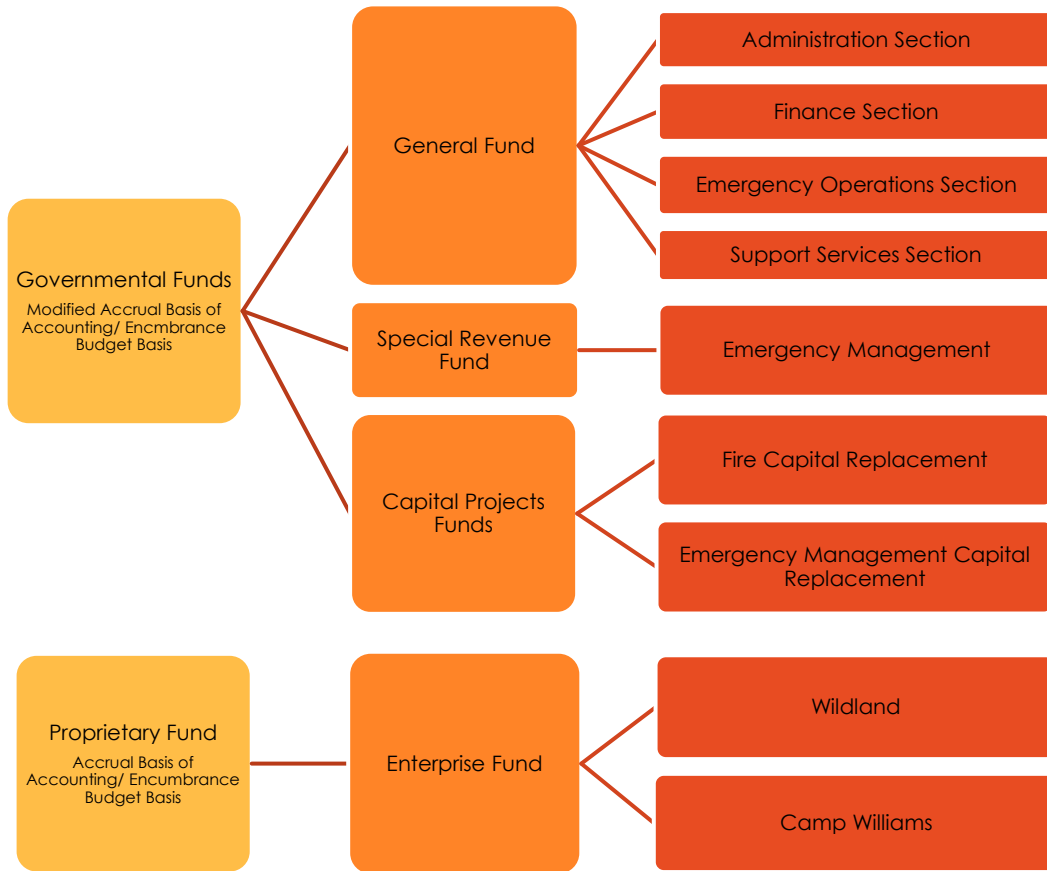 Governmental Funds
Modified Accrual Basis of
Accounting/ Encmbrance
Budget Basis
General Fund
Administration Section
Finance Section
Emergency Operations Section
Support Services Section
Special Revenue
Fund
Emergency Management
Capital Projects
Funds
Fire Capital Replacement
Emergency Management Capital
Replacement
Proprietary Fund
Accrual Basis of
Accounting/ Encumbrance
Budget Basis
Enterprise Fund
Wildland
Camp Williams